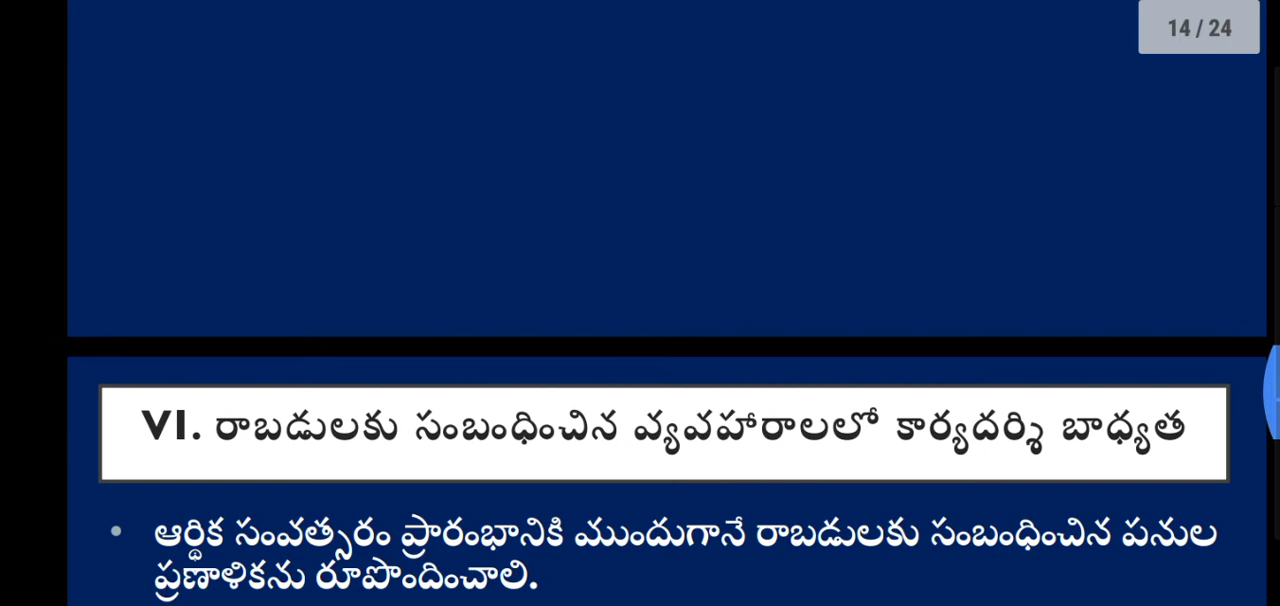 14 / 24
VI. రాబడులకు సంబంధించిన వ్యవహారాలలో కార్యదర్శి బాధ్యత
• ఆర్థిక సంవత్సరం ప్రారంభానికి ముందుగానే రాబడులకు సంబంధించిన పనుల
ప్రణాళికను రూపొందించాలి.